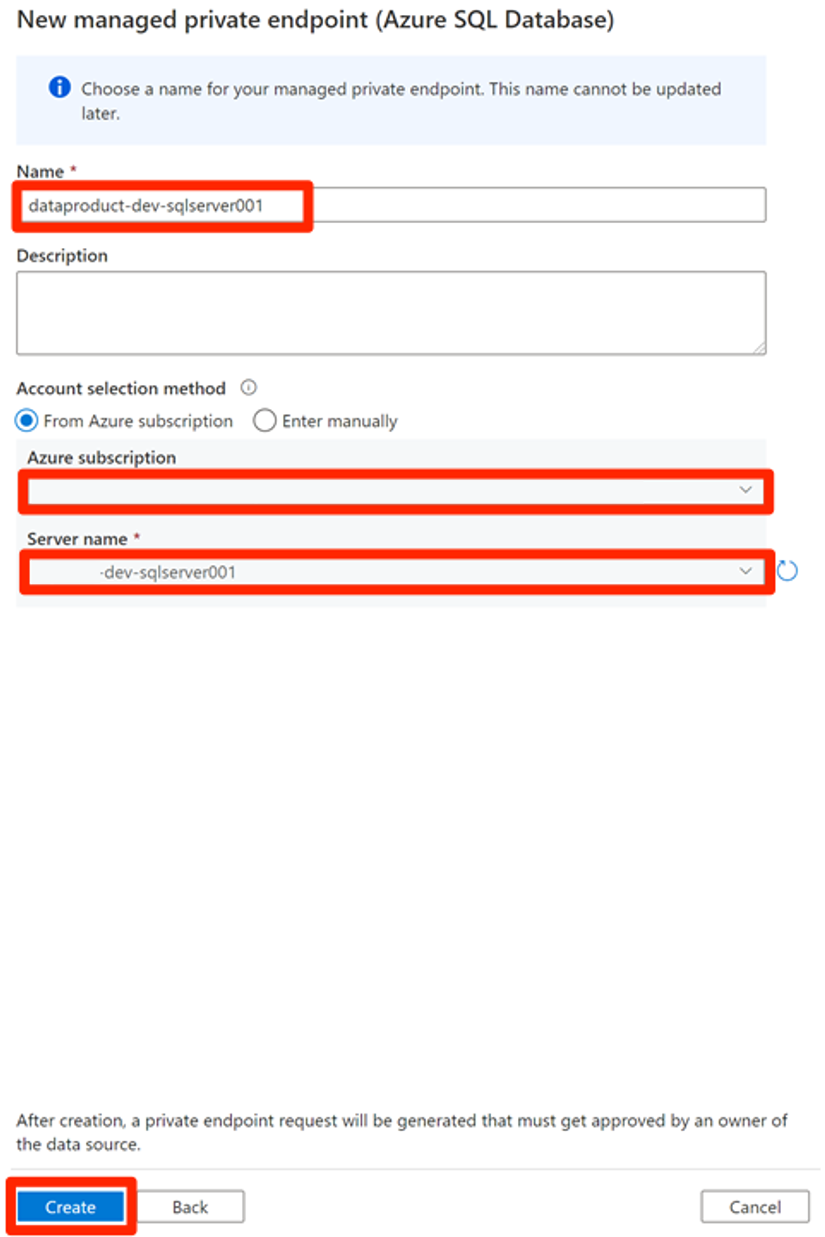 New managed private endpoint (Azure SQL Database)
Choose a name for your managed private endpoint. This name cannot be updated
later.
Name *
dataproduct-dev-sqlserver001
Description
Account selection method
From Azure subscription Enter manually
Azure subscription
Server name *
-dev-sqlserver001
After creation, a private endpoint request will be generated that must get approved by an owner of
the data source.
Create Back Cancel